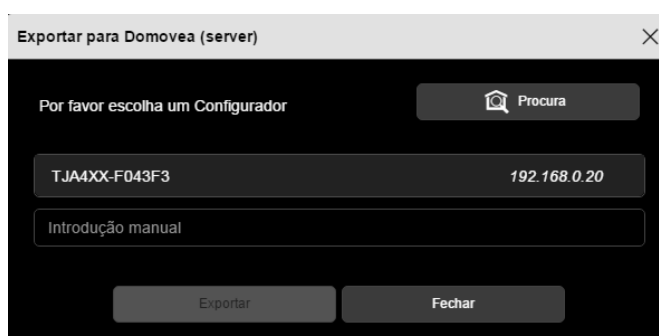 Exportar para Domovea (server)
Por favor escolha um Configurador
Procura
TJA4XX-F043F3 192.168.0.20
Introdução manual
Exportar Fechar